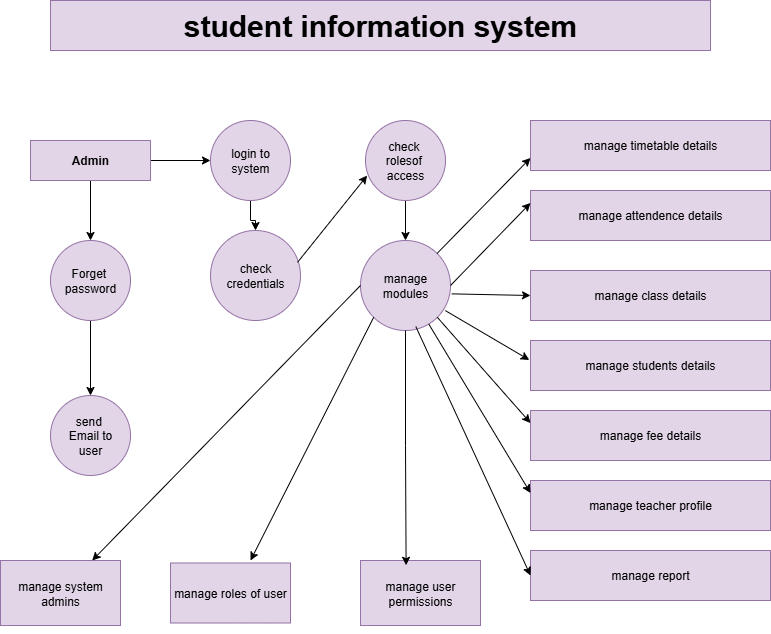 student information system
Admin
login to
system
check
rolesof
access
manage timetable details
manage attendence details
Forget
password
check
credentials
manage
modules
manage class details
manage students details
send
Email to
user
manage fee details
manage teacher profile
manage report
manage system
admins
manage roles of user
manage user
permissions